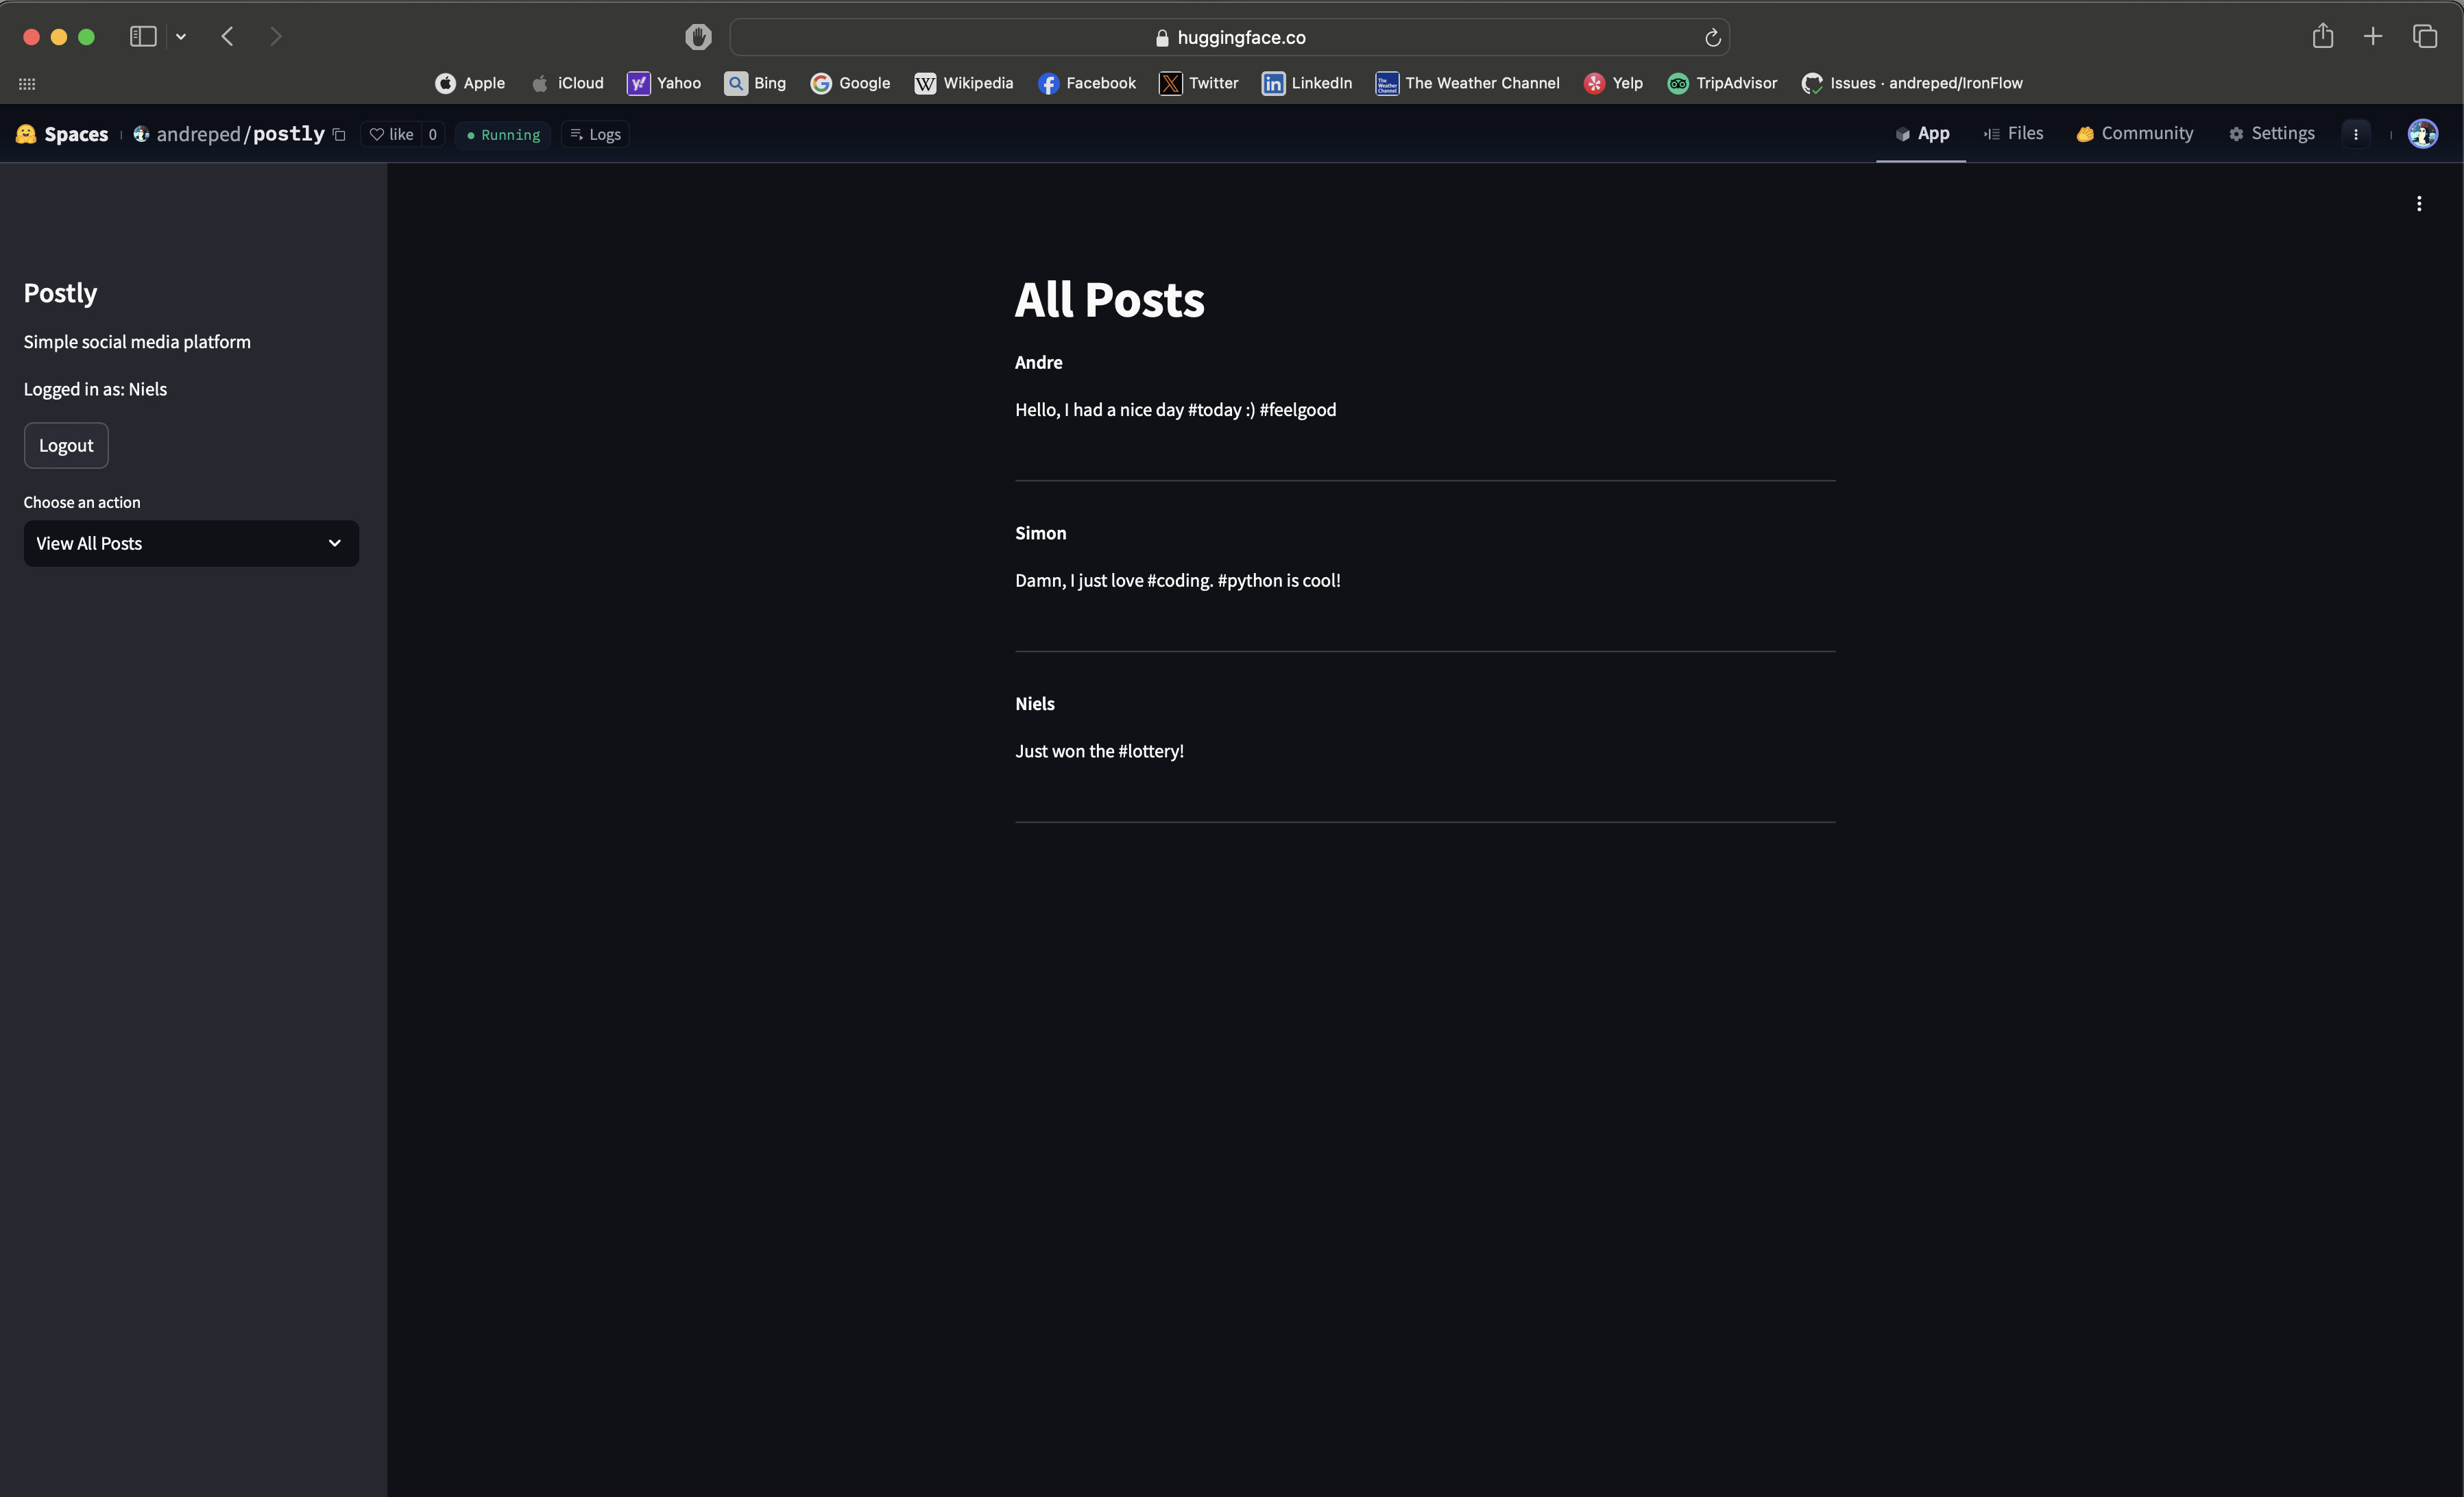 huggingface.co
Apple iCloud Yahoo Bing Google Wikipedia Facebook Twitter LinkedIn The Weather Channel Yelp TripAdvisor Issues · andreped/IronFlow
Spaces andreped/postly like 0 Running Logs App Files Community Settings
Postly
Simple social media platform
Logged in as: Niels
Logout
Choose an action
View All Posts
All Posts
Andre
Hello, I had a nice day #today :) #feelgood
Simon
Damn, I just love #coding. #python is cool!
Niels
Just won the #lottery!